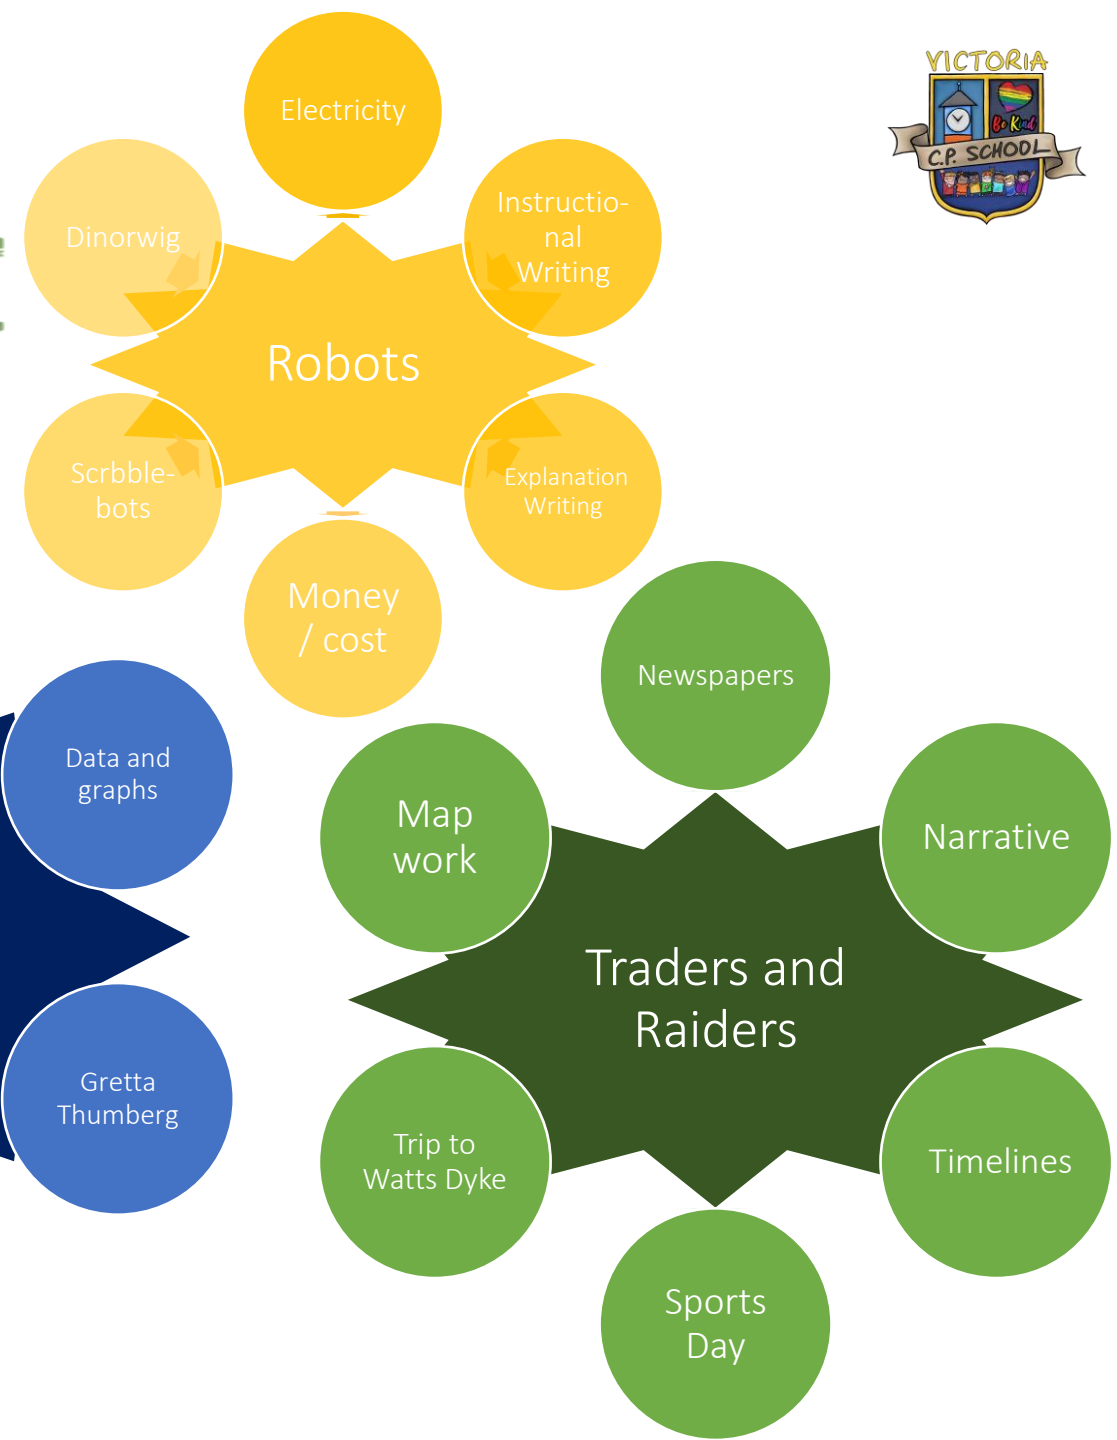 VICTORIA
Be Kind
C.P. SCHOOL
Electricity
Instructio-
nal
Writing
Dinorwig
Robots
Scrbble-
bots
Explanation
Writing
Money
/ cost
Newspapers
Data and
graphs
Map
work
Narrative
Traders and
Raiders
Gretta
Thumberg
Trip to
Watts Dyke
Timelines
Sports
Day